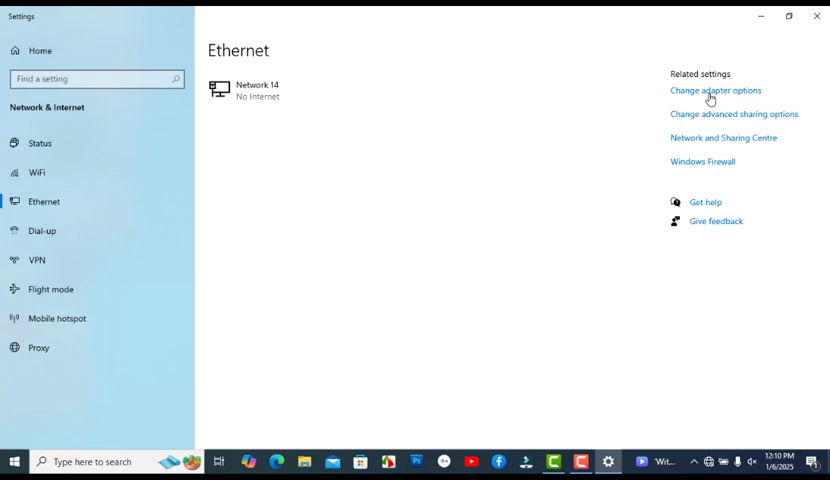 Settings
Home
Find a setting
Network & Internet
Status
WiFi
Ethernet
Dial-up
VPN
Flight mode
Mobile hotspot
Proxy
Ethernet
Network 14
No Internet
Related settings
Change adapter options
Change advanced sharing options
Network and Sharing Centre
Windows Firewall
Get help
Give feedback
Type here to search
Ps
'Wit...
12:10 PM
1/6/2025